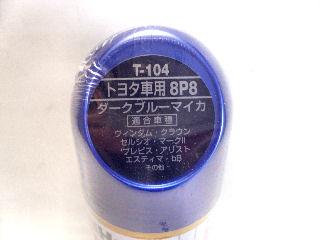 T-104
トヨタ車用 8P8
ダークブルーマイカ
適合車種
ウィンダム・クラウン
セルシオ・マークII
ブレビス・アリスト
エスティマ・bB
その他